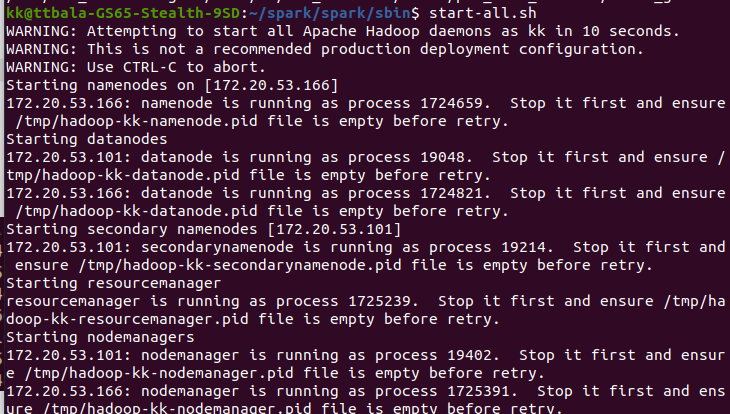 kk@ttbala-GS65-Stealth-9SD:~/spark/spark/sbin$ start-all.sh
WARNING: Attempting to start all Apache Hadoop daemons as kk in 10 seconds.
WARNING: This is not a recommended production deployment configuration.
WARNING: Use CTRL-C to abort.
Starting namenodes on [172.20.53.166]
172.20.53.166: namenode is running as process 1724659.  Stop it first and ensure
 /tmp/hadoop-kk-namenode.pid file is empty before retry.
Starting datanodes
172.20.53.101: datanode is running as process 19048.  Stop it first and ensure /
tmp/hadoop-kk-datanode.pid file is empty before retry.
172.20.53.166: datanode is running as process 1724821.  Stop it first and ensure
 /tmp/hadoop-kk-datanode.pid file is empty before retry.
Starting secondary namenodes [172.20.53.101]
172.20.53.101: secondarynamenode is running as process 19214.  Stop it first and
 ensure /tmp/hadoop-kk-secondarynamenode.pid file is empty before retry.
Starting resourcemanager
resourcemanager is running as process 1725239.  Stop it first and ensure /tmp/ha
doop-kk-resourcemanager.pid file is empty before retry.
Starting nodemanagers
172.20.53.101: nodemanager is running as process 19402.  Stop it first and ensur
e /tmp/hadoop-kk-nodemanager.pid file is empty before retry.
172.20.53.166: nodemanager is running as process 1725391.  Stop it first and ens
ure /tmp/hadoop-kk-nodemanager.pid file is empty before retry.